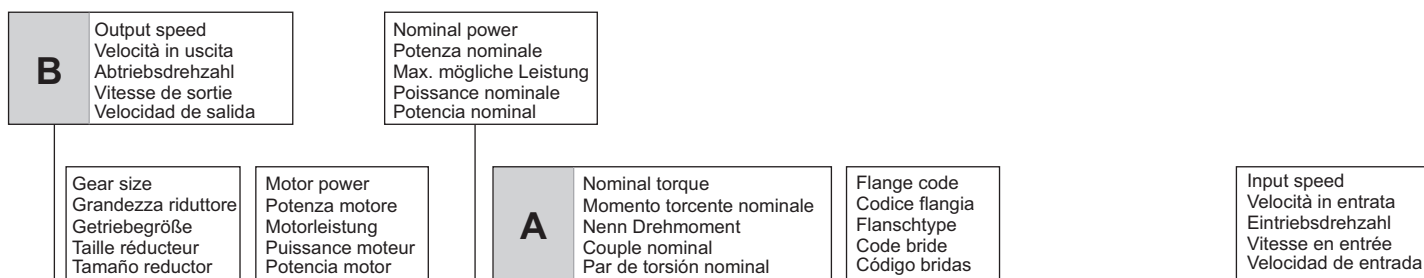 B
Output speed
Velocità in uscita
Abtriebsdrehzahl
Vitesse de sortie
Velocidad de salida
Nominal power
Potenza nominale
Max. mögliche Leistung
Poissance nominale
Potencia nominal
Gear size
Grandezza riduttore
Getriebegröße
Taille réducteur
Tamaño reductor
Motor power
Potenza motore
Motorleistung
Puissance moteur
Potencia motor
A
Nominal torque
Momento torcente nominale
Nenn Drehmoment
Couple nominal
Par de torsión nominal
Flange code
Codice flangia
Flanschtype
Code bride
Código bridas
Input speed
Velocità in entrata
Eintriebsdrehzahl
Vitesse en entrée
Velocidad de entrada